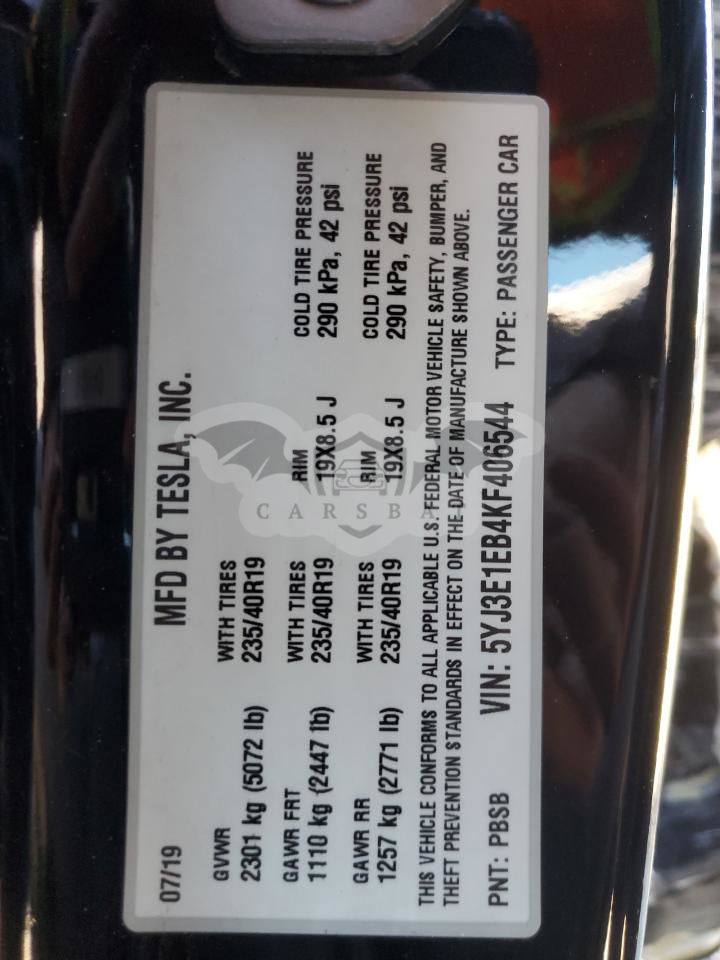 07/19 MFD BY TESLA, INC.
GVWR WITH TIRES
2301 kg (5072 lb) 235/40R19
GAWR FRT WITH TIRES RIM COLD TIRE PRESSURE
1110 kg (2447 lb) 235/40R19 19X8.5 J 290 kPa, 42 psi
GAWR RR WITH TIRES RIM COLD TIRE PRESSURE
1257 kg (2771 lb) 235/40R19 19X8.5 J 290 kPa, 42 psi
THIS VEHICLE CONFORMS TO ALL APPLICABLE U.S. FEDERAL MOTOR VEHICLE SAFETY, BUMPER, AND
THEFT PREVENTION STANDARDS IN EFFECT ON THE DATE OF MANUFACTURE SHOWN ABOVE.
PNT: PBSB VIN: 5YJ3E1EB4KF406544 TYPE: PASSENGER CAR